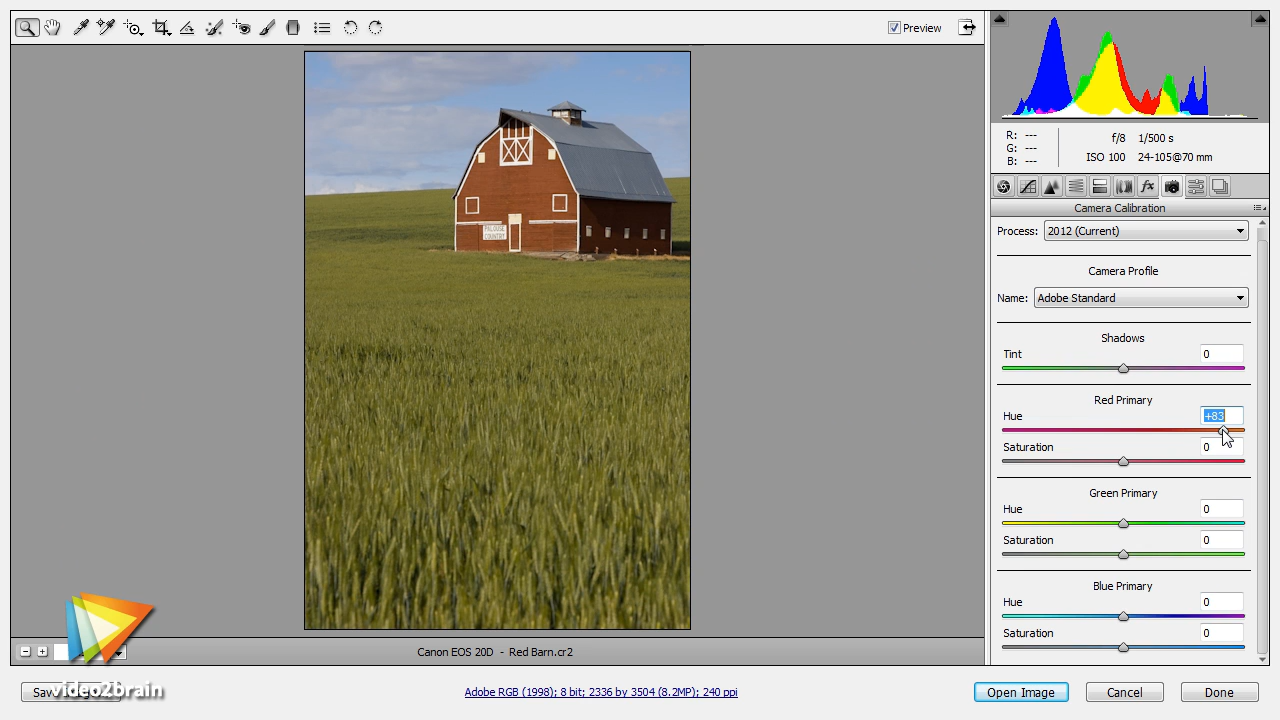 Preview
R: ---
G: ---
B: ---
f/8 1/500 s
ISO 100 24-105@70 mm
fx
Camera Calibration
Process: 2012 (Current)
Camera Profile
Name: Adobe Standard
Shadows
Tint 0
Red Primary
Hue +83
Saturation 0
Green Primary
Hue 0
Saturation 0
Blue Primary
Hue 0
Saturation 0
PALOUSE
COUNTRY
Canon EOS 20D - Red Barn.cr2
video2brain
Adobe RGB (1998); 8 bit; 2336 by 3504 (8.2MP); 240 ppi
Open Image
Cancel
Done